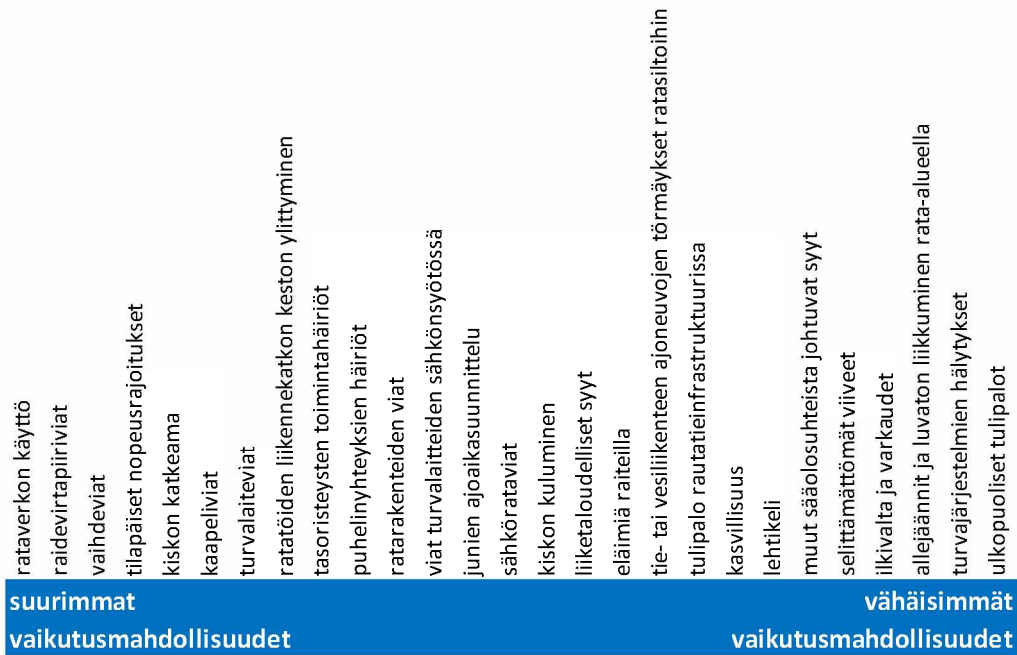 rataverkon käyttö
raidevirtapiiriviat
vaihdeviat
tilapäiset nopeusrajoitukset
kiskon katkeama
kaapeliviat
turvalaiteviat
ratatöiden liikennekatkon keston ylittyminen
tasoristeysten toimintahäiriöt
puhelinyhteyksien häiriöt
ratarakenteiden viat
viat turvalaitteiden sähkönsyötössä
junien ajoaikasuunnittelu
sähkörataviat
kiskon kuluminen
liiketaloudelliset syyt
eläimiä raiteilla
tie- tai vesiliikenteen ajoneuvojen törmäykset ratasiltoihin
tulipalo rautatieinfrastruktuurissa
kasvillisuus
lehtikeli
muut sääolosuhteista johtuvat syyt
selittämättömät viiveet
ilkivalta ja varkaudet
allejäännit ja luvaton liikkuminen rata-alueella
turvajärjestelmien hälytykset
ulkopuoliset tulipalot
suurimmat
vaikutusmahdollisuudet
vähäisimmät
vaikutusmahdollisuudet